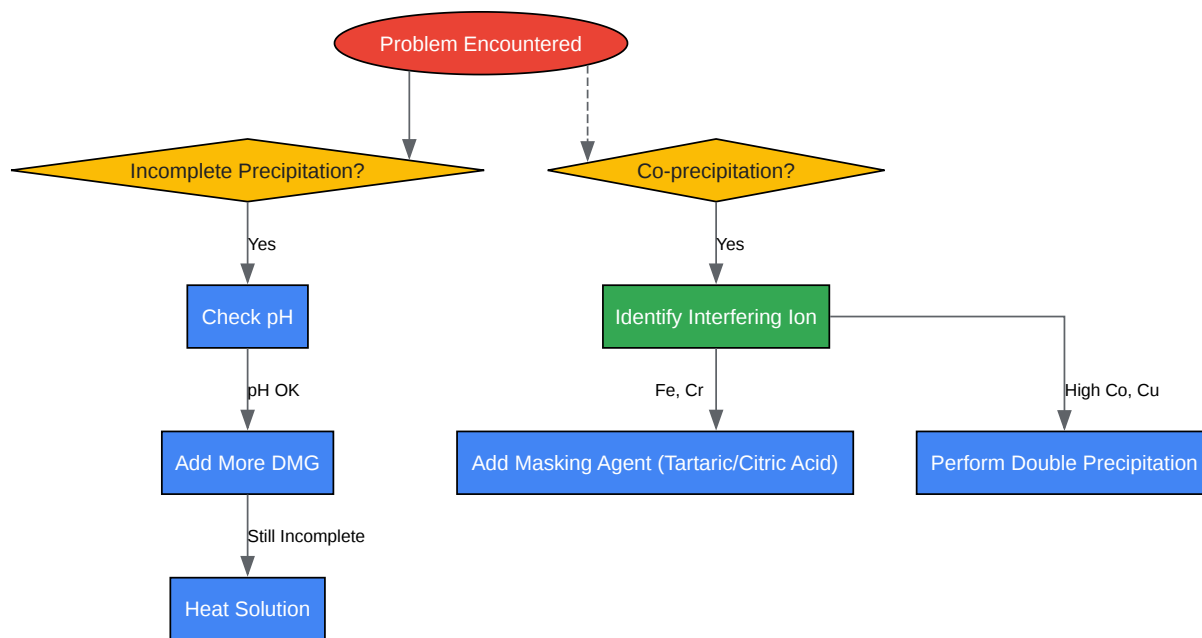 Problem Encountered
Incomplete Precipitation?
Co-precipitation?
Yes
Yes
Check pH
Identify Interfering Ion
pH OK
Fe, Cr
High Co, Cu
Add More DMG
Add Masking Agent (Tartaric/Citric Acid)
Perform Double Precipitation
Still Incomplete
Heat Solution